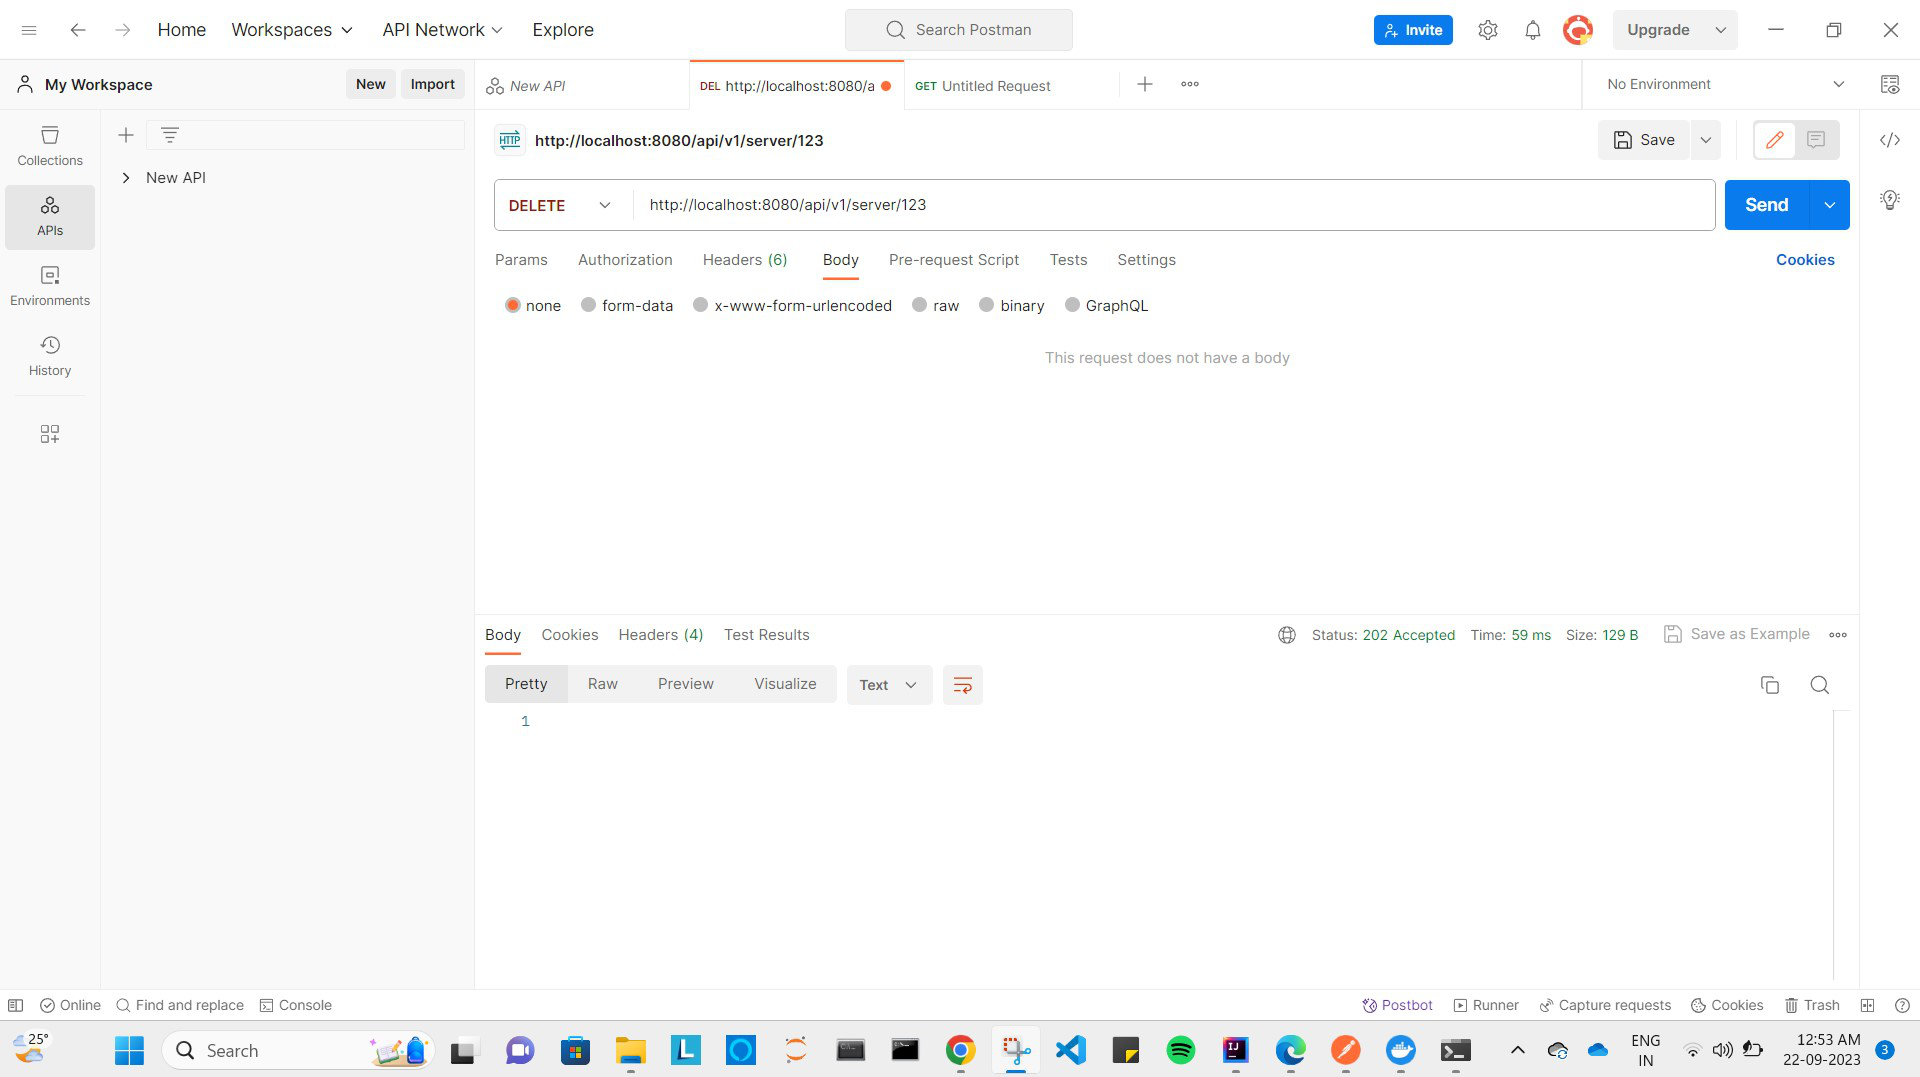 Home Workspaces API Network Explore Search Postman Invite Upgrade
My Workspace New Import New API DEL http://localhost:8080/a GET Untitled Request No Environment
HTTP http://localhost:8080/api/v1/server/123 Save
Collections
New API
APIs
Environments
History
DELETE http://localhost:8080/api/v1/server/123 Send
Params Authorization Headers (6) Body Pre-request Script Tests Settings Cookies
none form-data x-www-form-urlencoded raw binary GraphQL
This request does not have a body
Body Cookies Headers (4) Test Results Status: 202 Accepted Time: 59 ms Size: 129 B Save as Example
Pretty Raw Preview Visualize Text
1
Online Find and replace Console Postbot Runner Capture requests Cookies Trash
25° Search L IJ ENG 12:53 AM 3
IN 22-09-2023